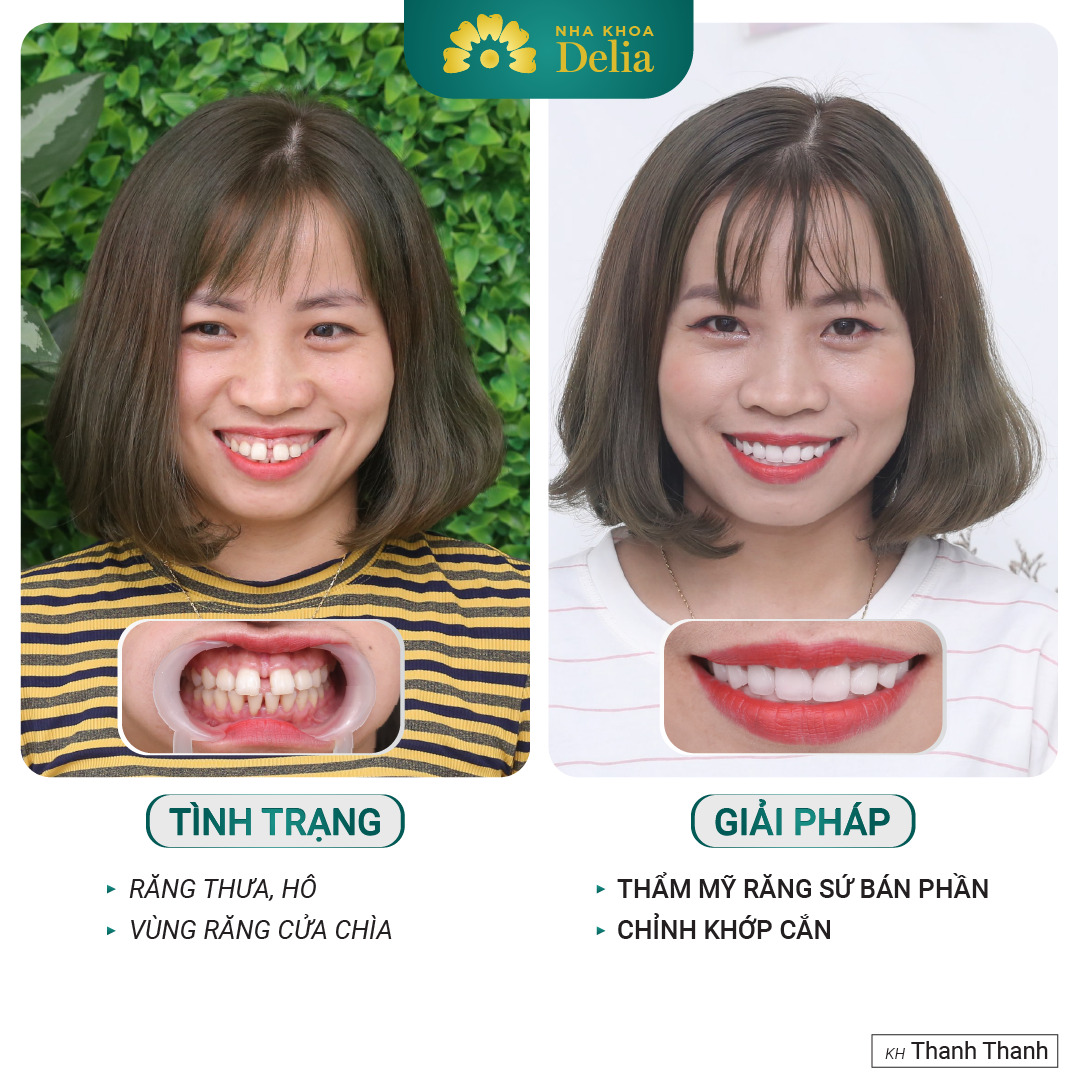 NHA KHOA
Delia
TÌNH TRẠNG
RĂNG THƯA, HÔ
VÙNG RĂNG CỬA CHÌA
GIẢI PHÁP
THẨM MỸ RĂNG SỨ BÁN PHẦN
CHỈNH KHỚP CẮN
KH Thanh Thanh